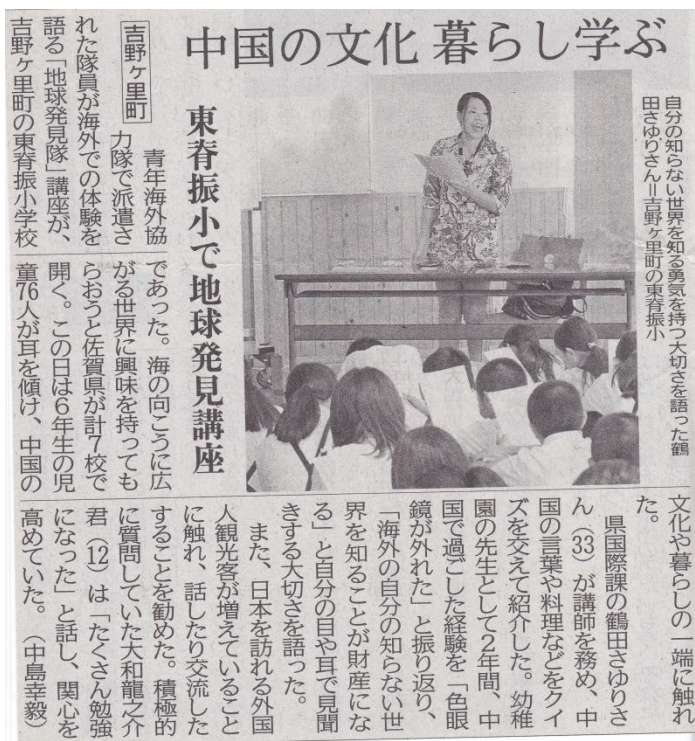 中国の文化 暮らし学ぶ
東脊振小で地球発見講座
自分の知らない世界を知る勇気を持つ大切さを語った鶴
田さゆりさん＝吉野ヶ里町の東脊振小
吉野ヶ里町
青年海外協
力隊で派遣さ
れた隊員が海外での体験を
語る「地球発見隊」講座が、
吉野ヶ里町の東脊振小学校
であった。海の向こうに広
がる世界に興味を持っても
らおうと佐賀県が計7校で
開く。この日は6年生の児
童76人が耳を傾け、中国の
文化や暮らしの一端に触れ
た。
県国際課の鶴田さゆりさ
ん（33）が講師を務め、中
国の言葉や料理などをクイ
ズを交えて紹介した。幼稚
園の先生として2年間、中
国で過ごした経験を「色眼
鏡が外れた」と振り返り、
「海外の自分の知らない世
界を知ることが財産にな
る」と自分の目や耳で見聞
きする大切さを語った。
また、日本を訪れる外国
人観光客が増えていること
に触れ、話したり交流した
することを勧めた。積極的
に質問していた大和龍之介
君（12）は「たくさん勉強
になった」と話し、関心を
高めていた。（中島幸毅）